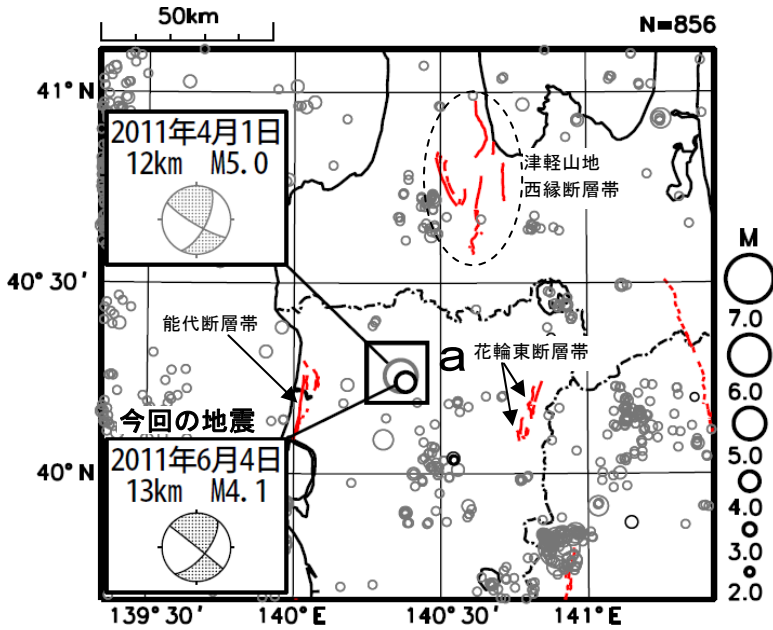 50km
N=856
41°N
2011年4月1日
12km M5.0
津軽山地
西縁断層帯
M
40°30′
7.0
能代断層帯
a
花輪東断層帯
6.0
今回の地震
5.0
2011年6月4日
13km M4.1
40°N
4.0
3.0
2.0
139°30′
140°E
140°30′
141°E